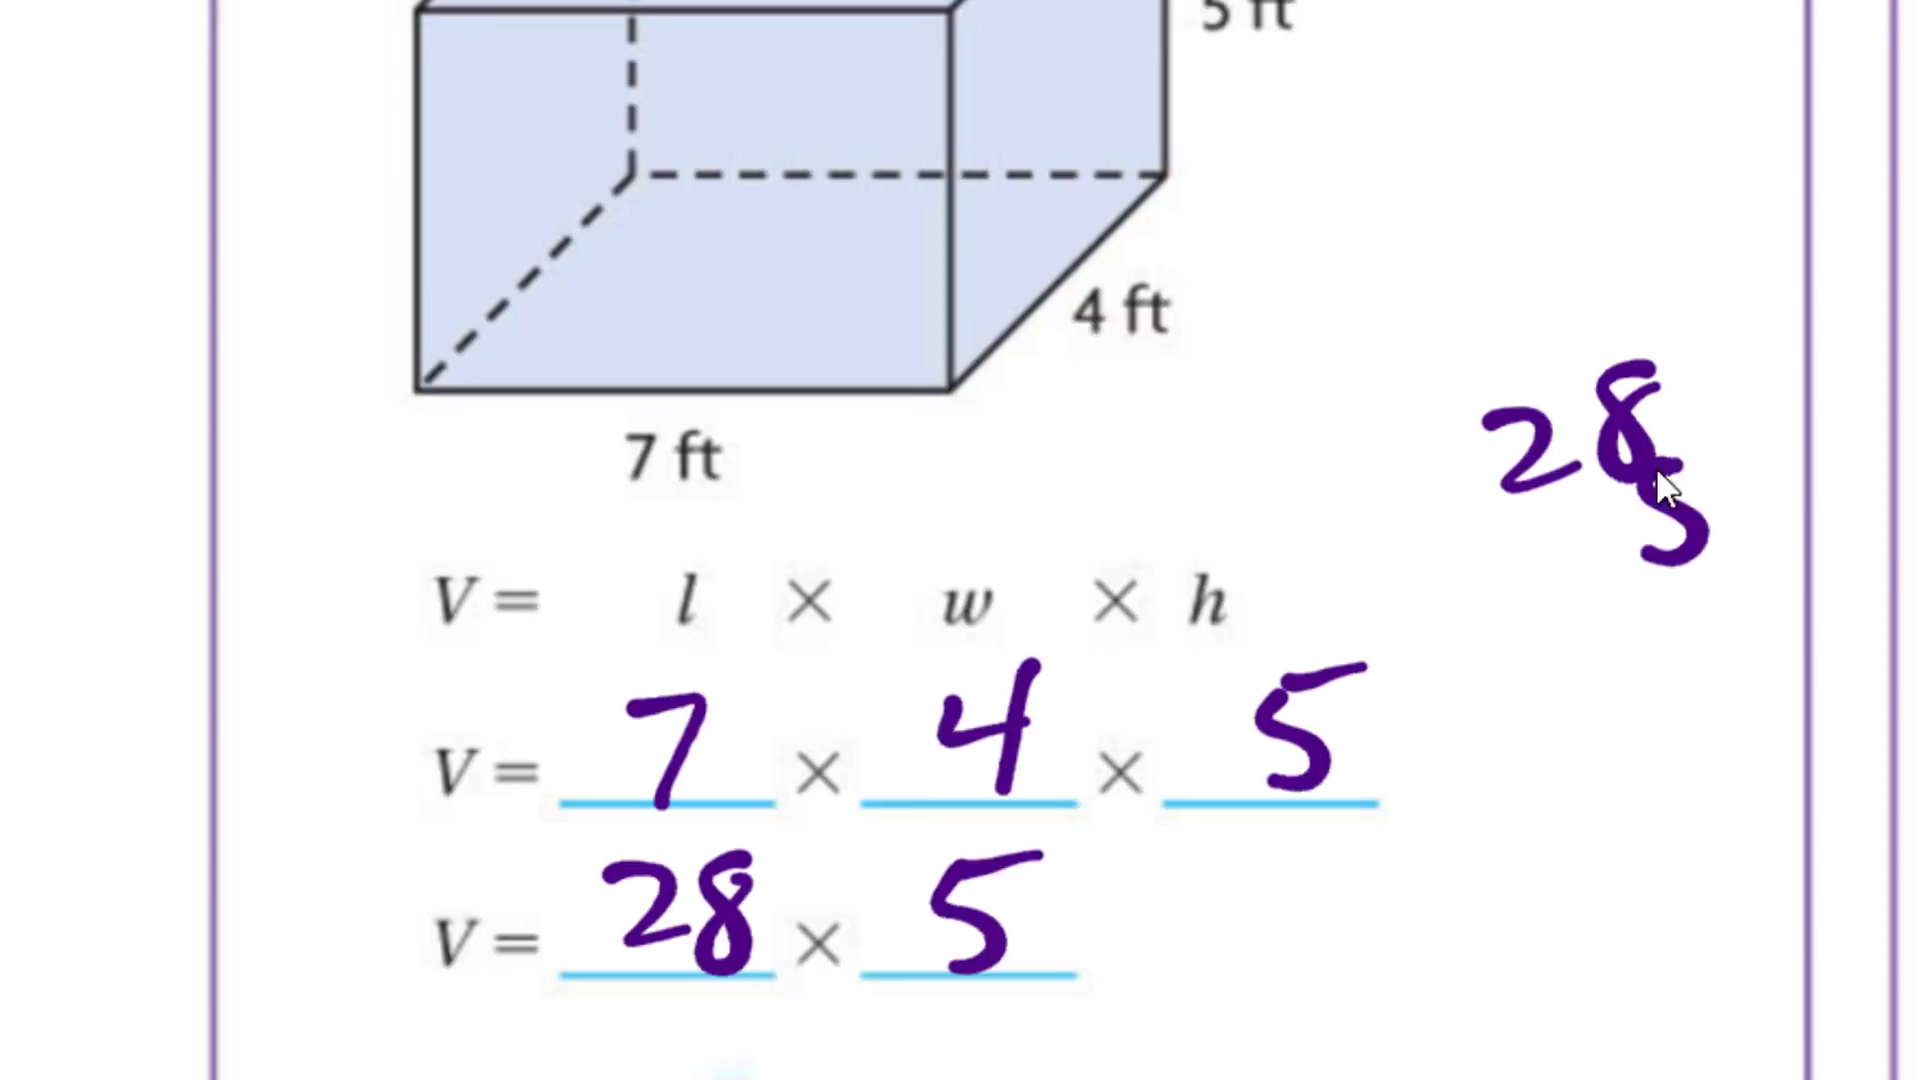 5 ft
4 ft
7 ft
28
5
V = l × w × h
V = 7 × 4 × 5
V = 28 × 5